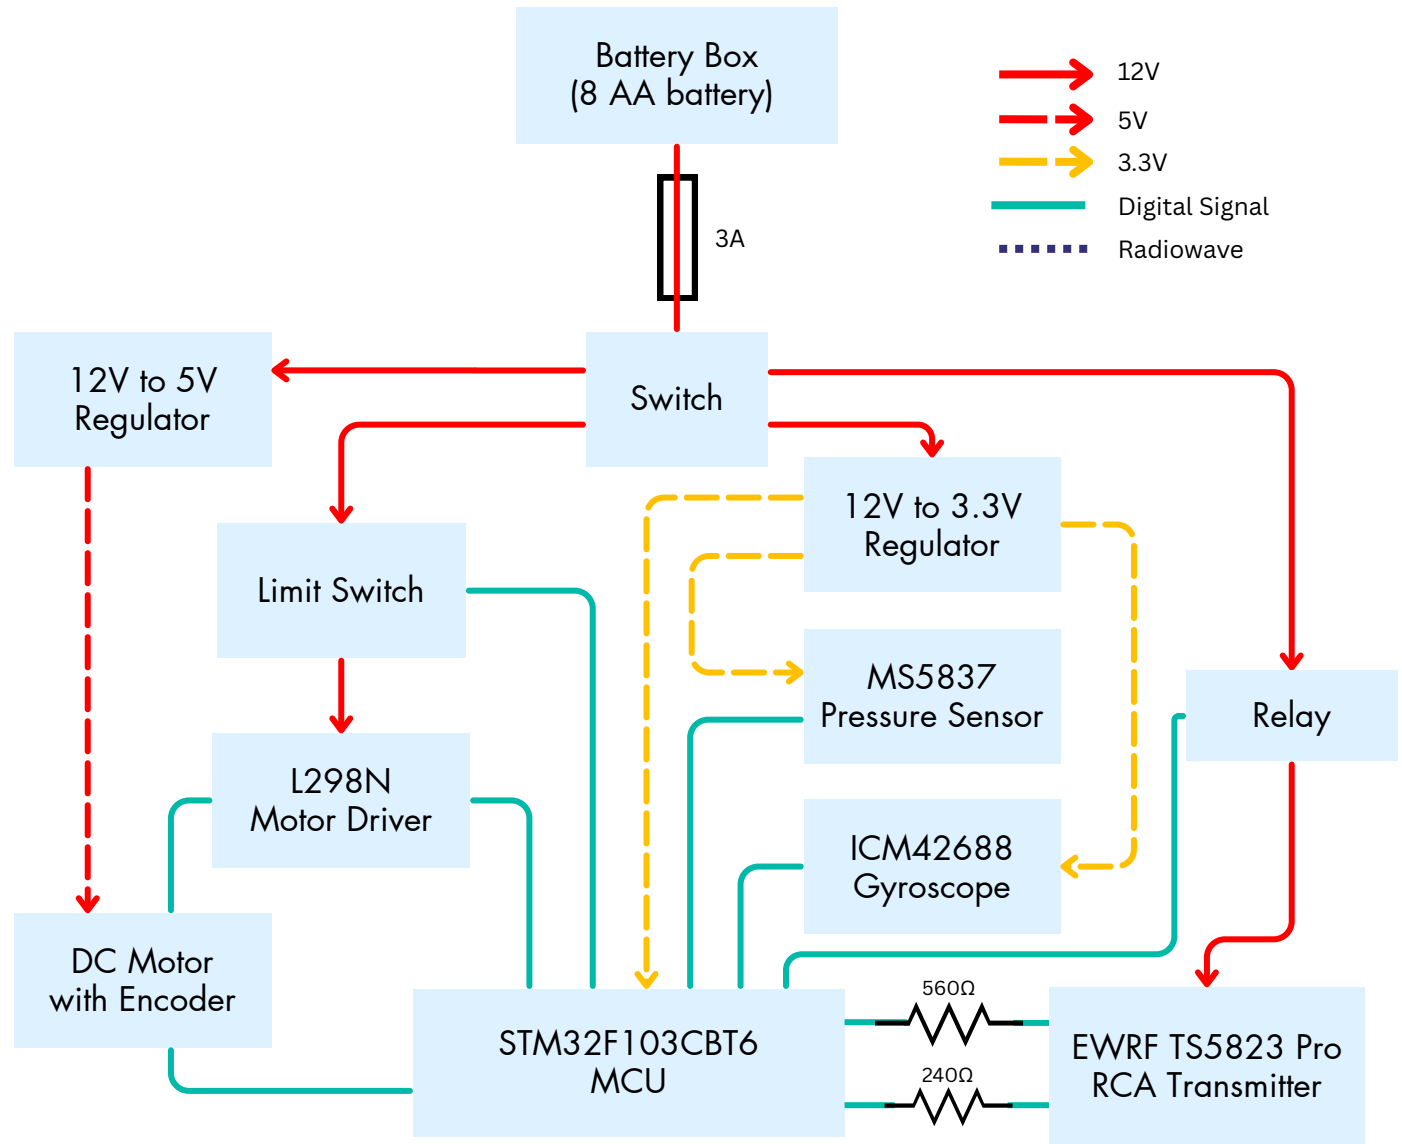 Battery Box
(8 AA battery)
12V
5V
3.3V
Digital Signal
Radiowave
3A
12V to 5V
Regulator
Switch
12V to 3.3V
Regulator
Limit Switch
MS5837
Pressure Sensor
Relay
L298N
Motor Driver
ICM42688
Gyroscope
DC Motor
with Encoder
STM32F103CBT6
MCU
560Ω
240Ω
EWRF TS5823 Pro
RCA Transmitter